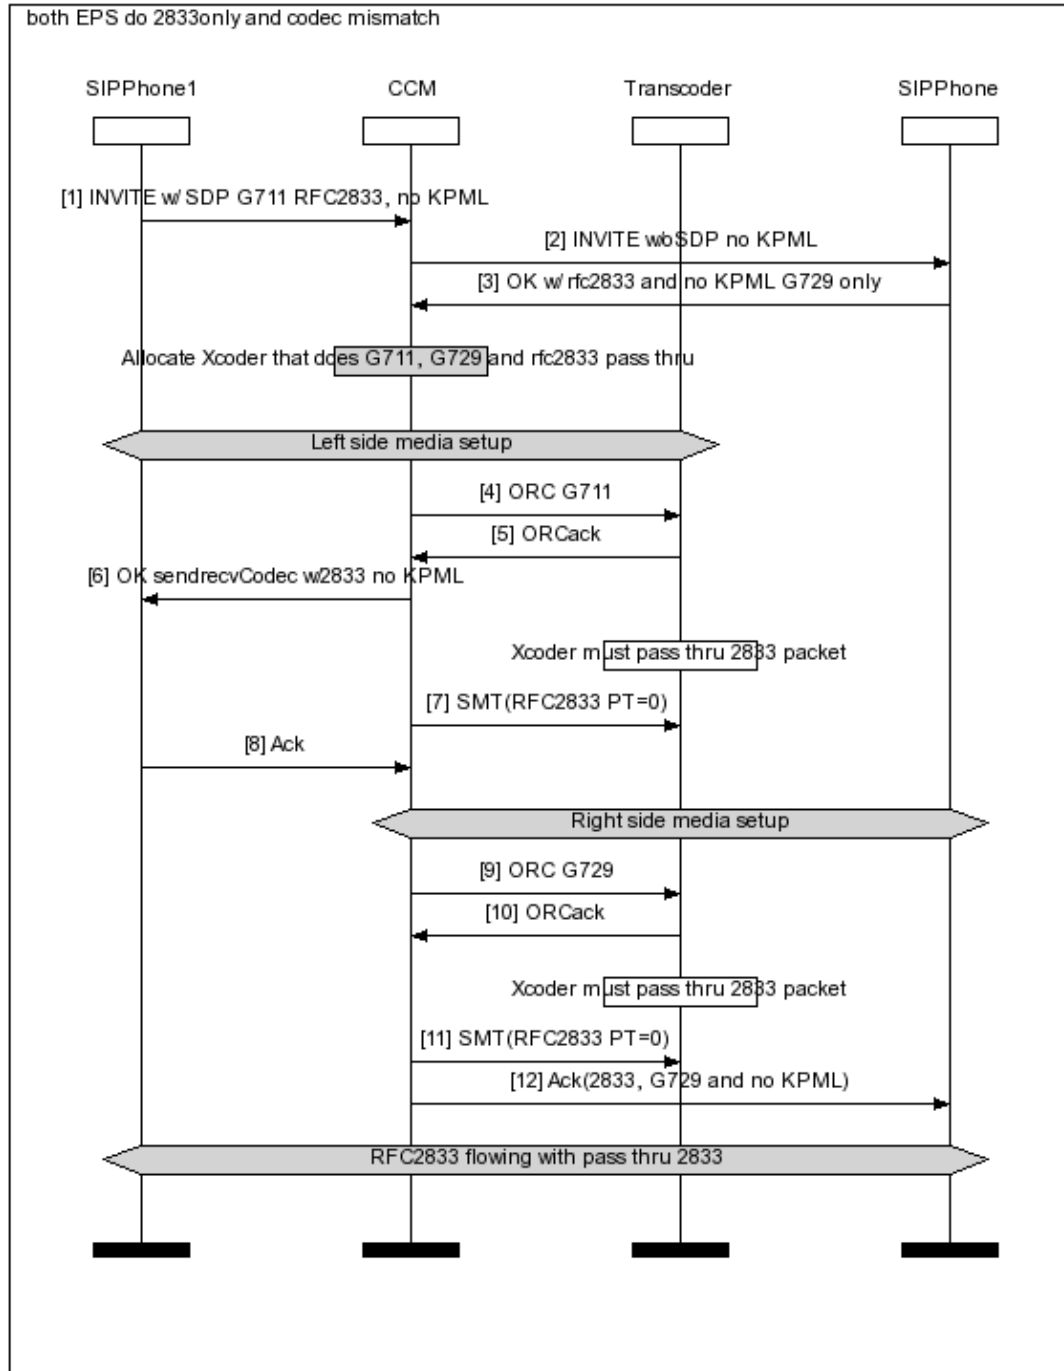 both EPS do 2833only and codec mismatch
SIPPhone1 CCM Transcoder SIPPhone
[1] INVITE w/ SDP G711 RFC2833, no KPML
[2] INVITE w/oSDP no KPML
[3] OK w/rfc2833 and no KPML G729 only
Allocate Xcoder that does G711, G729 and rfc2833 pass thru
Left side media setup
[4] ORC G711
[5] ORCack
[6] OK sendrecvCodec w/2833 no KPML
Xcoder must pass thru 2833 packet
[7] SMT(RFC2833 PT=0)
[8] Ack
Right side media setup
[9] ORC G729
[10] ORCack
Xcoder must pass thru 2833 packet
[11] SMT(RFC2833 PT=0)
[12] Ack(2833, G729 and no KPML)
RFC2833 flowing with pass thru 2833